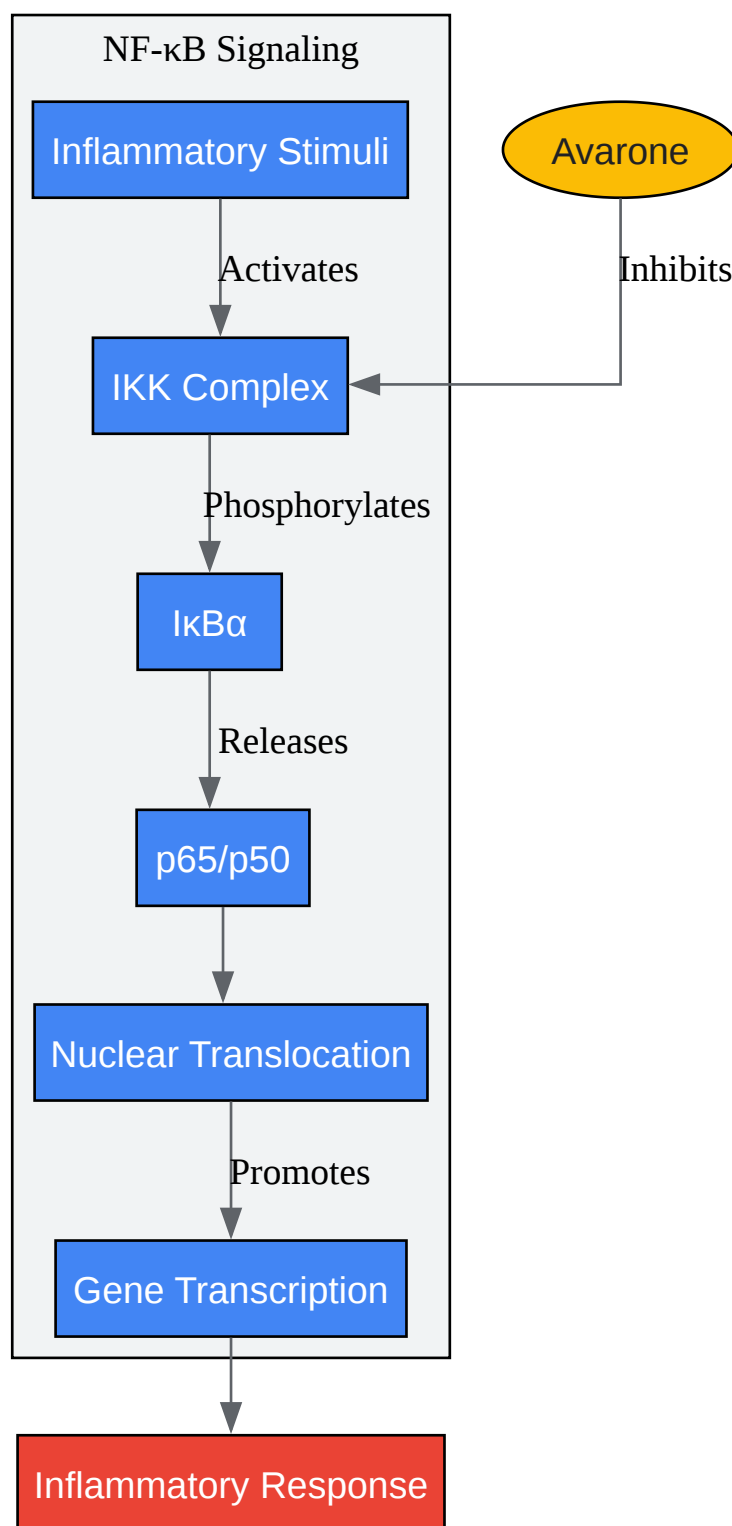 NF-κB Signaling
Inflammatory Stimuli
Avarone
Activates
Inhibits
IKK Complex
Phosphorylates
IκBα
Releases
p65/p50
Nuclear Translocation
Promotes
Gene Transcription
Inflammatory Response